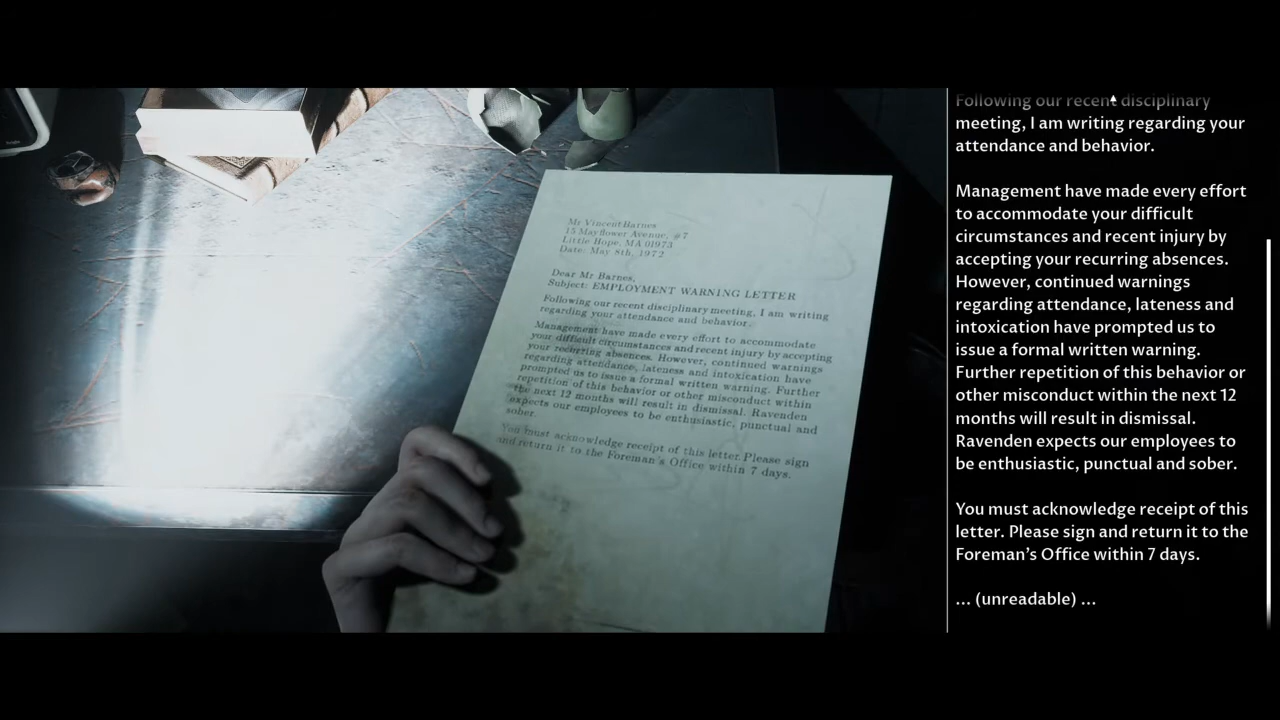 Mr Vincent Barnes
15 Mayflower Avenue, #7
Little Hope, MA 01973
Date: May 8th, 1972
Dear Mr Barnes,
Subject: EMPLOYMENT WARNING LETTER
Following our recent disciplinary meeting, I am writing
regarding your attendance and behavior.
Management have made every effort to accommodate
your difficult circumstances and recent injury by accepting
your recurring absences. However, continued warnings
regarding attendance, lateness and intoxication have
prompted us to issue a formal written warning. Further
repetition of this behavior or other misconduct within
the next 12 months will result in dismissal. Ravenden
expects our employees to be enthusiastic, punctual and
sober.
You must acknowledge receipt of this letter. Please sign
and return it to the Foreman's Office within 7 days.
Following our recent disciplinary
meeting, I am writing regarding your
attendance and behavior.
Management have made every effort
to accommodate your difficult
circumstances and recent injury by
accepting your recurring absences.
However, continued warnings
regarding attendance, lateness and
intoxication have prompted us to
issue a formal written warning.
Further repetition of this behavior or
other misconduct within the next 12
months will result in dismissal.
Ravenden expects our employees to
be enthusiastic, punctual and sober.
You must acknowledge receipt of this
letter. Please sign and return it to the
Foreman's Office within 7 days.
... (unreadable) ...